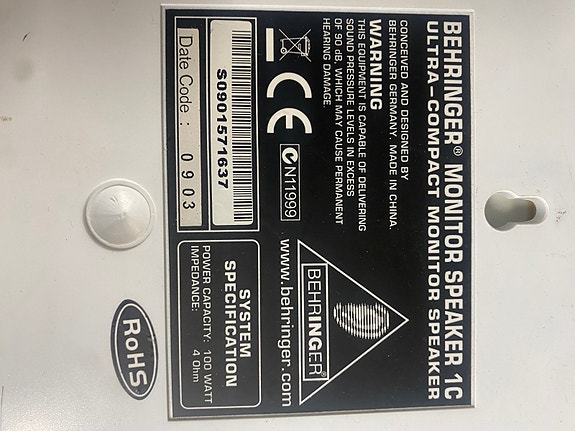 BEHRINGER® MONITOR SPEAKER 1C
ULTRA-COMPACT MONITOR SPEAKER
CONCEIVED AND DESIGNED BY
BEHRINGER GERMANY. MADE IN CHINA.
WARNING
THIS EQUIPMENT IS CAPABLE OF DELIVERING
SOUND PRESSURE LEVELS IN EXCESS
OF 90 dB, WHICH MAY CAUSE PERMANENT
HEARING DAMAGE.
CE
N11999
S0901571637
Date Code : 0903
BEHRINGER®
www.behringer.com
SYSTEM
SPECIFICATION
POWER CAPACITY: 100 WATT
IMPEDANCE: 4 Ohm
RoHS